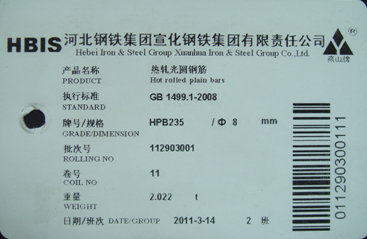 HBIS 河北钢铁集团宣化钢铁集团有限责任公司
Hebei Iron & Steel Group Xuanhua Iron & Steel Group Co.,Ltd.
燕山牌
产品名称 热轧光圆钢筋
PRODUCT Hot rolled plain bars
执行标准 GB 1499.1-2008
STANDARD
牌号/规格 HPB235 /Φ 8 mm
GRADE/DIMENSION
批次号 112903001
ROLLING NO
卷号 11
COIL NO
重量 2.022 t
WEIGHT
日期/班次 DATE/GROUP 2011-3-14 2 班
011290300111